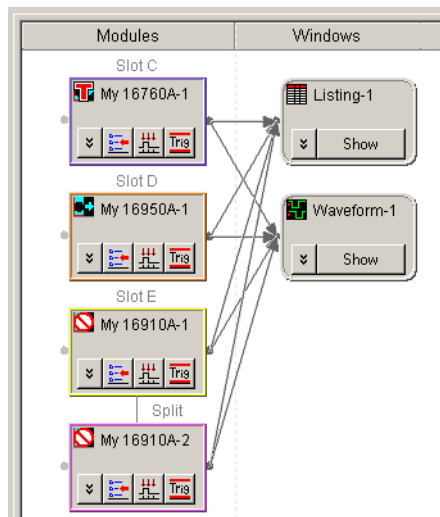 Modules Windows
Slot C
My 16760A-1
Trig
Listing-1
Show
Slot D
My 16950A-1
Trig
Waveform-1
Show
Slot E
My 16910A-1
Trig
Split
My 16910A-2
Trig